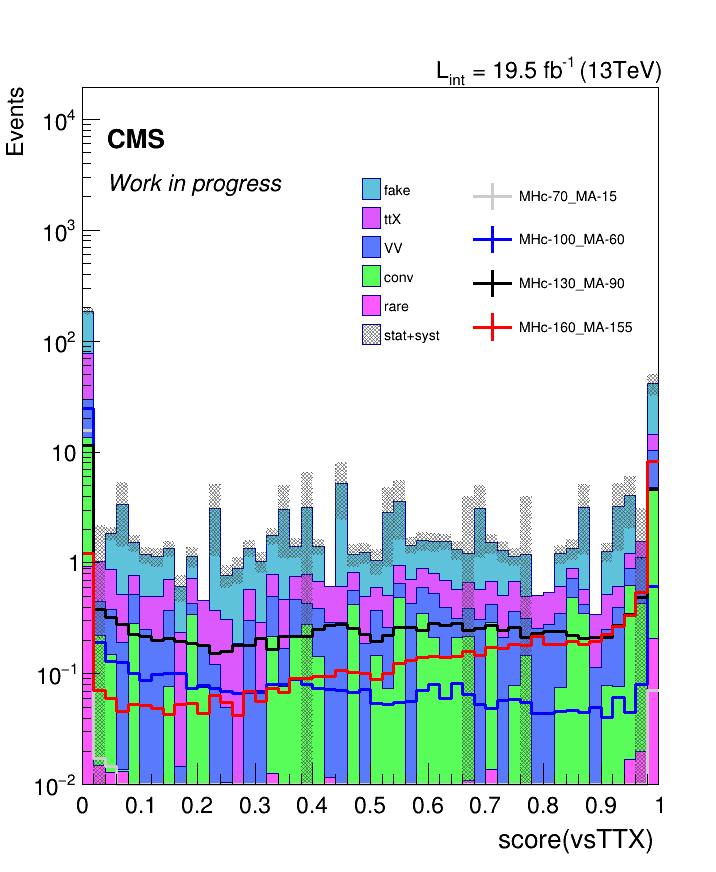 L_int = 19.5 fb^-1 (13TeV)
Events
10^4
10^3
10^2
10
1
10^-1
10^-2
CMS
Work in progress
fake
ttX
VV
conv
rare
stat+syst
MHc-70_MA-15
MHc-100_MA-60
MHc-130_MA-90
MHc-160_MA-155
0 0.1 0.2 0.3 0.4 0.5 0.6 0.7 0.8 0.9 1
score(vsTTX)